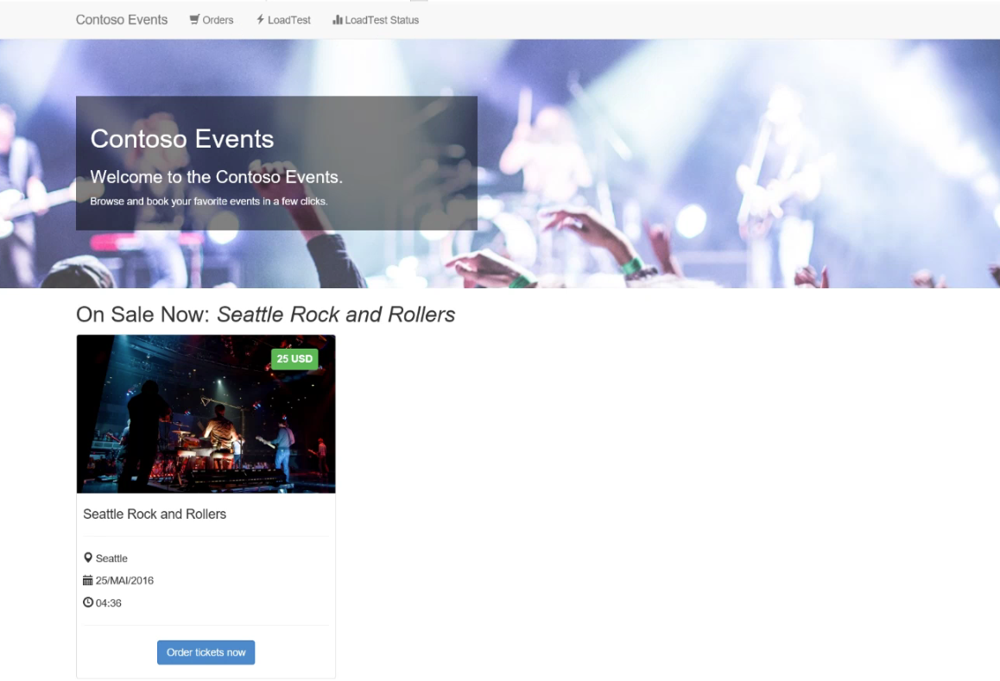 Contoso Events Orders LoadTest LoadTest Status
Contoso Events
Welcome to the Contoso Events.
Browse and book your favorite events in a few clicks.
On Sale Now: Seattle Rock and Rollers
25 USD
Seattle Rock and Rollers
Seattle
25/MAI/2016
04:36
Order tickets now